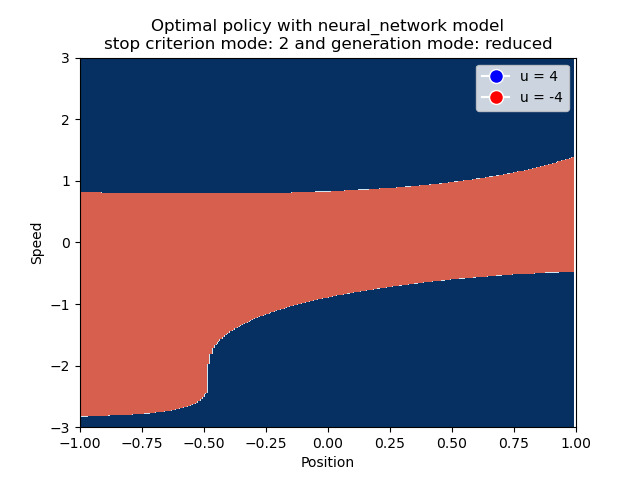 Optimal policy with neural_network model
stop criterion mode: 2 and generation mode: reduced
u = 4
u = -4
3
2
1
0
−1
−2
−3
Speed
−1.00 −0.75 −0.50 −0.25 0.00 0.25 0.50 0.75 1.00
Position